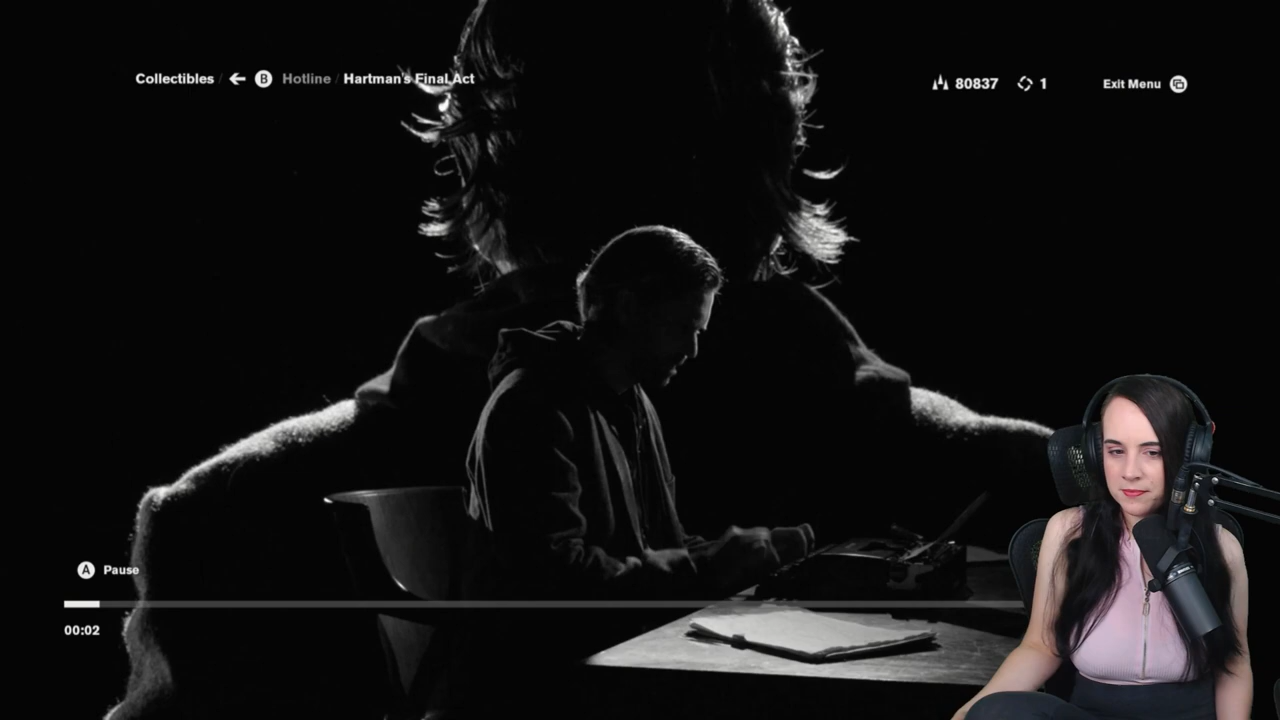 Collectibles / B Hotline / Hartman's Final Act
80837 1 Exit Menu
A Pause
00:02